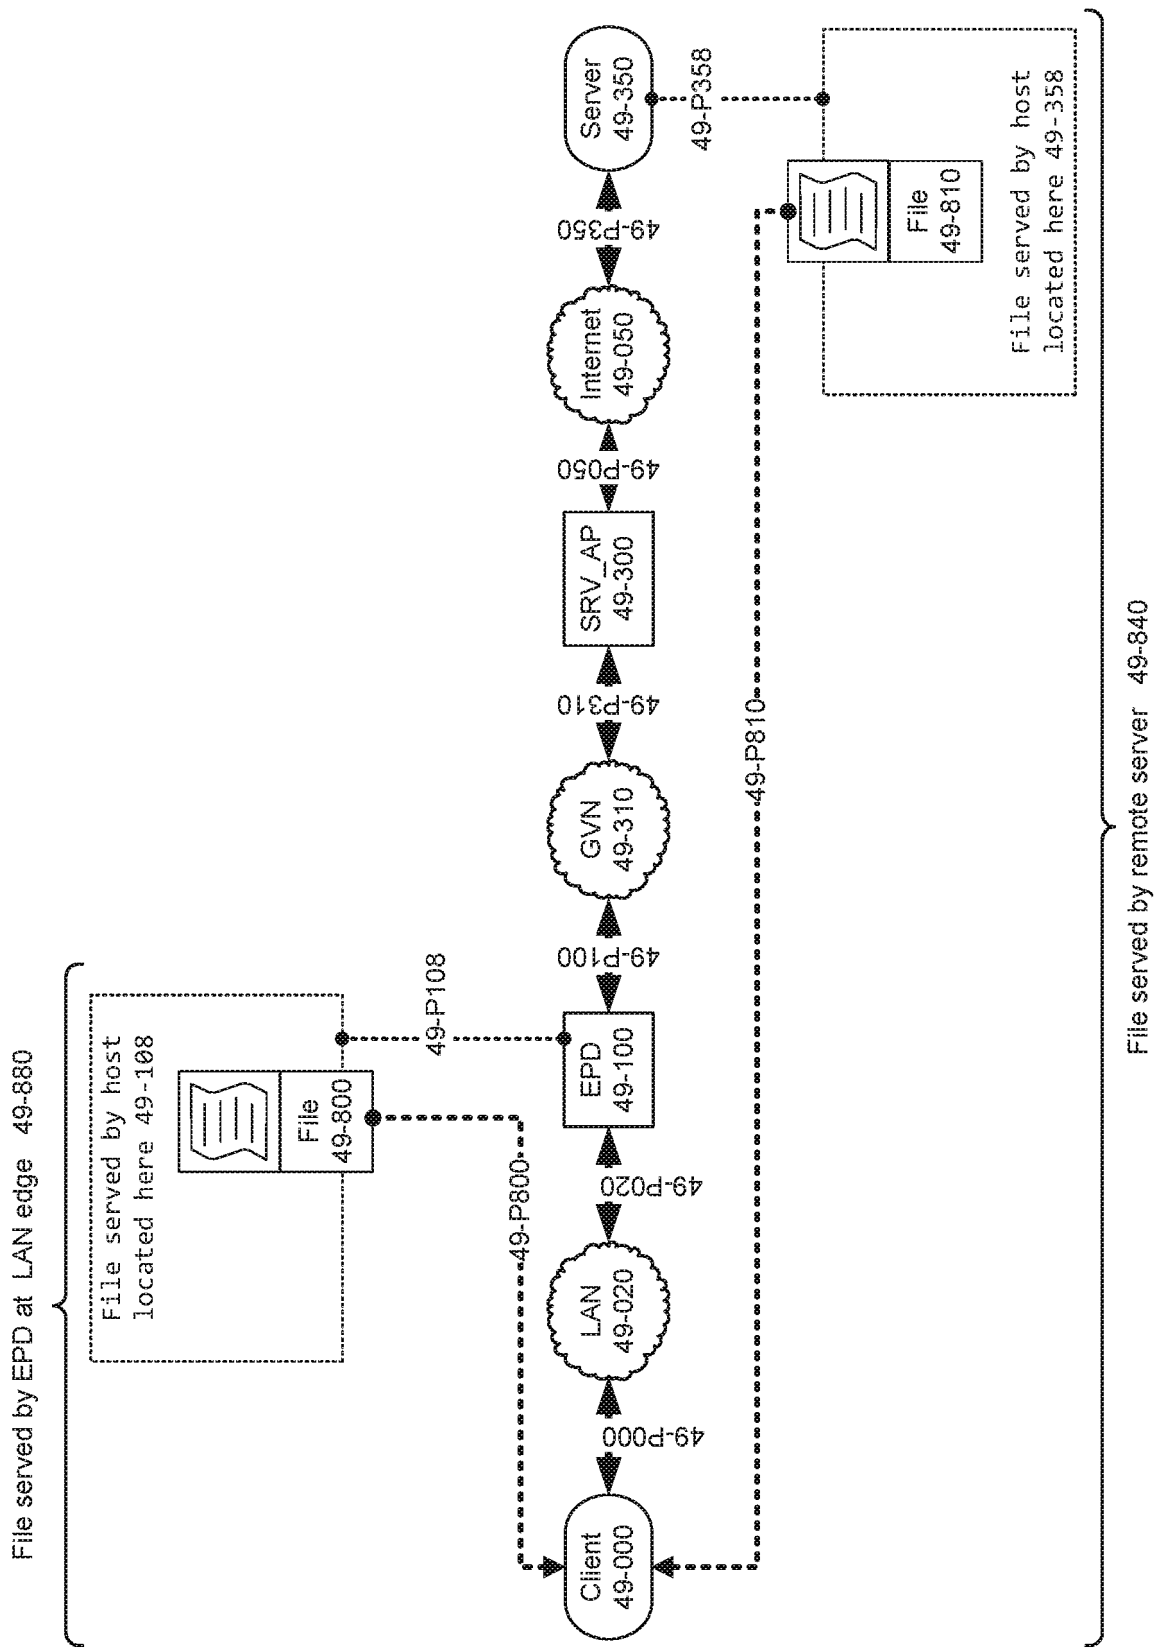 File served by EPD at LAN edge 49-880
File served by host
located here 49-108
File
49-800
49-P108
49-P800
Client
49-000
49-P000
LAN
49-020
49-P020
EPD
49-100
49-P100
GVN
49-310
49-P310
SRV_AP
49-300
49-P050
Internet
49-050
49-P350
Server
49-350
49-P358
49-P810
File
49-810
File served by host
located here 49-358
File served by remote server 49-840